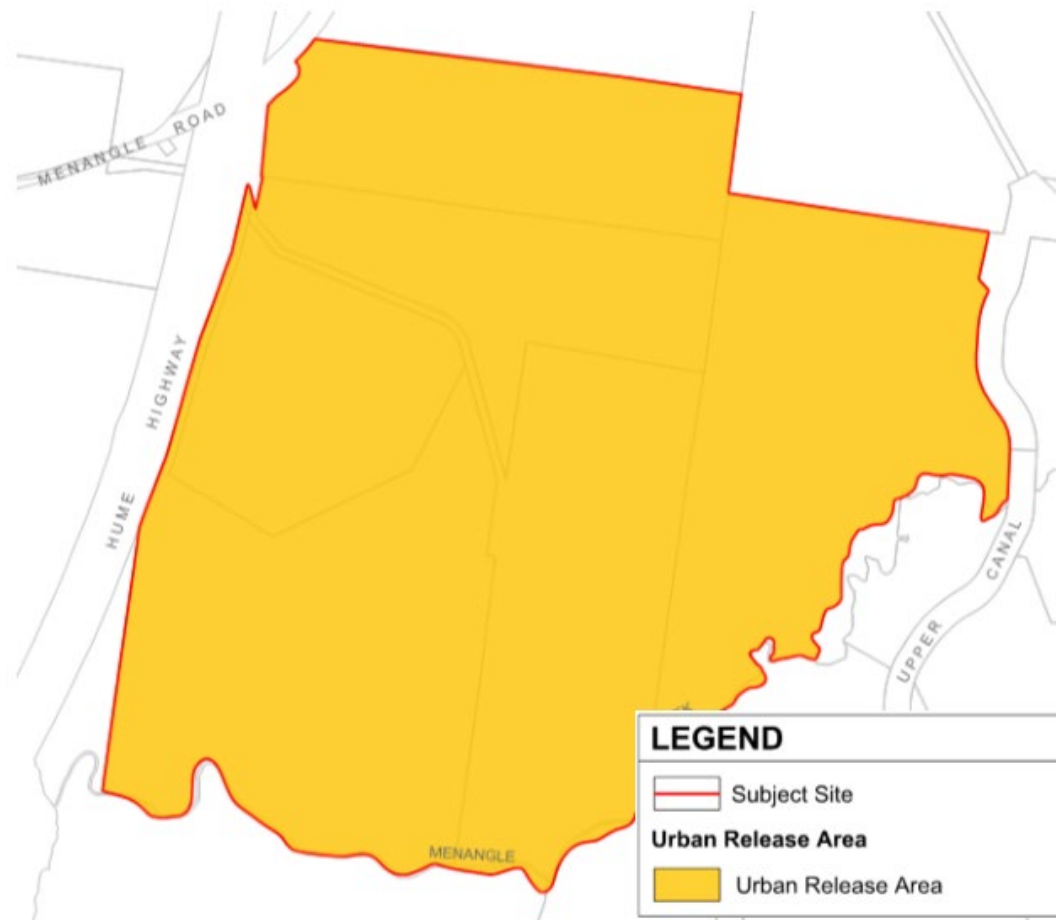 MENANGLE ROAD
HUME HIGHWAY
UPPER CANAL
MENANGLE
LEGEND
Subject Site
Urban Release Area
Urban Release Area